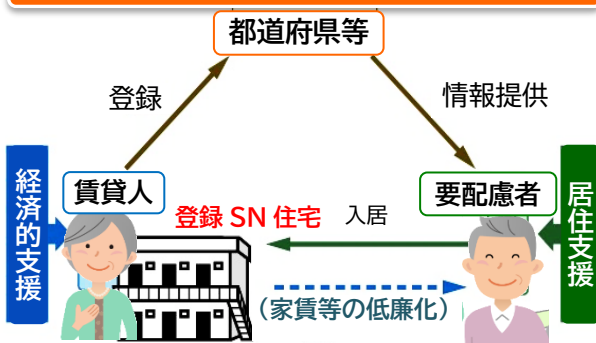 都道府県等
登録
情報提供
経済的支援
賃貸人
要配慮者
居住支援
登録 SN 住宅
入居
（家賃等の低廉化）